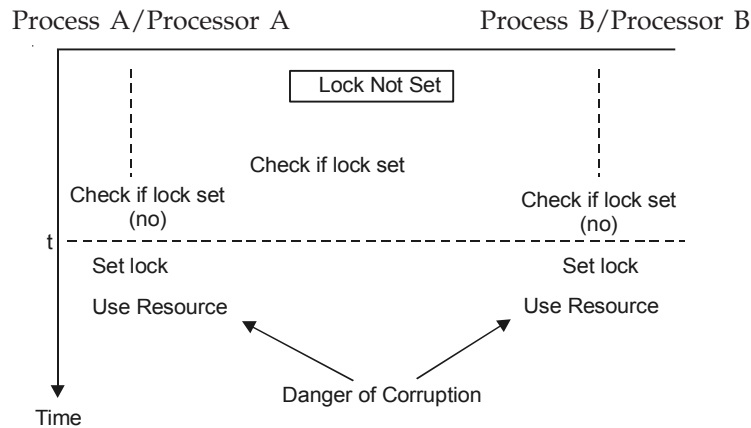 Process A/Processor A
Process B/Processor B
Lock Not Set
Check if lock set
Check if lock set
(no)
Check if lock set
(no)
t
Set lock
Set lock
Use Resource
Use Resource
Danger of Corruption
Time